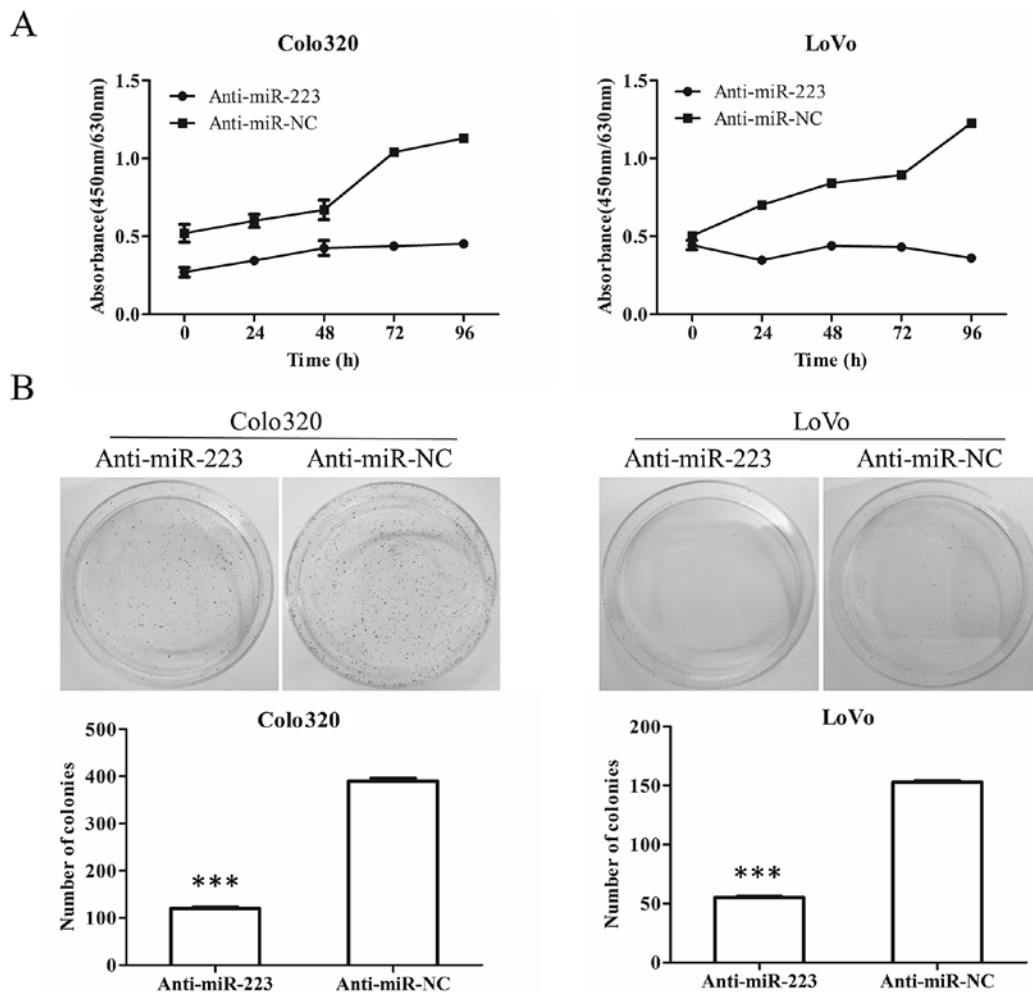 A
Colo320
Absorbance(450nm/630nm)
1.5
1.0
0.5
0.0
Anti-miR-223
Anti-miR-NC
0 24 48 72 96
Time (h)
LoVo
Absorbance(450nm/630nm)
1.5
1.0
0.5
0.0
Anti-miR-223
Anti-miR-NC
0 24 48 72 96
Time (h)
B
Colo320
Anti-miR-223 Anti-miR-NC
LoVo
Anti-miR-223 Anti-miR-NC
Colo320
Number of colonies
500
400
300
200
100
0
***
Anti-miR-223 Anti-miR-NC
LoVo
Number of colonies
200
150
100
50
0
***
Anti-miR-223 Anti-miR-NC